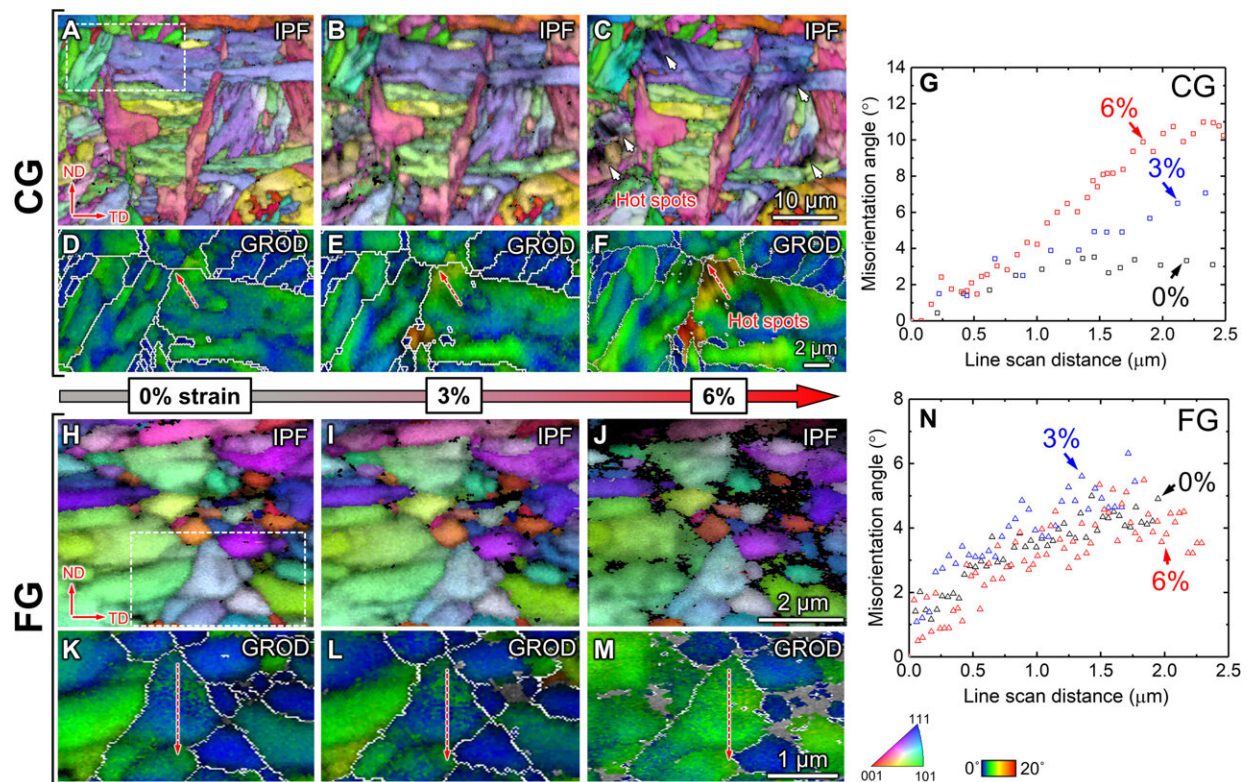 CG
A IPF
B IPF
C IPF
ND
TD
Hot spots
10 µm
D GROD
E GROD
F GROD
Hot spots
2 µm
G CG
Misorientation angle (°)
14
12
10
8
6
4
2
0
6%
3%
0%
0.0 0.5 1.0 1.5 2.0 2.5
Line scan distance (µm)
0% strain 3% 6%
FG
H IPF
I IPF
J IPF
ND
TD
2 µm
K GROD
L GROD
M GROD
1 µm
N FG
Misorientation angle (°)
8
6
4
2
0
3%
0%
6%
0.0 0.5 1.0 1.5 2.0 2.5
Line scan distance (µm)
111
001 101
0° 20°